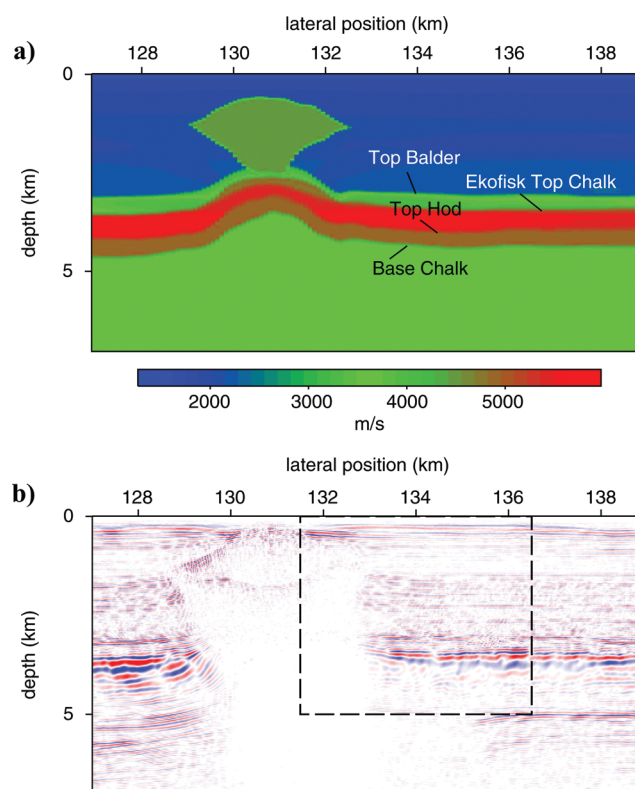 lateral position (km)
a)
128 130 132 134 136 138
0
Top Balder
Ekofisk Top Chalk
Top Hod
depth (km)
5
Base Chalk
2000 3000 4000 5000
m/s
lateral position (km)
b)
128 130 132 134 136 138
0
depth (km)
5